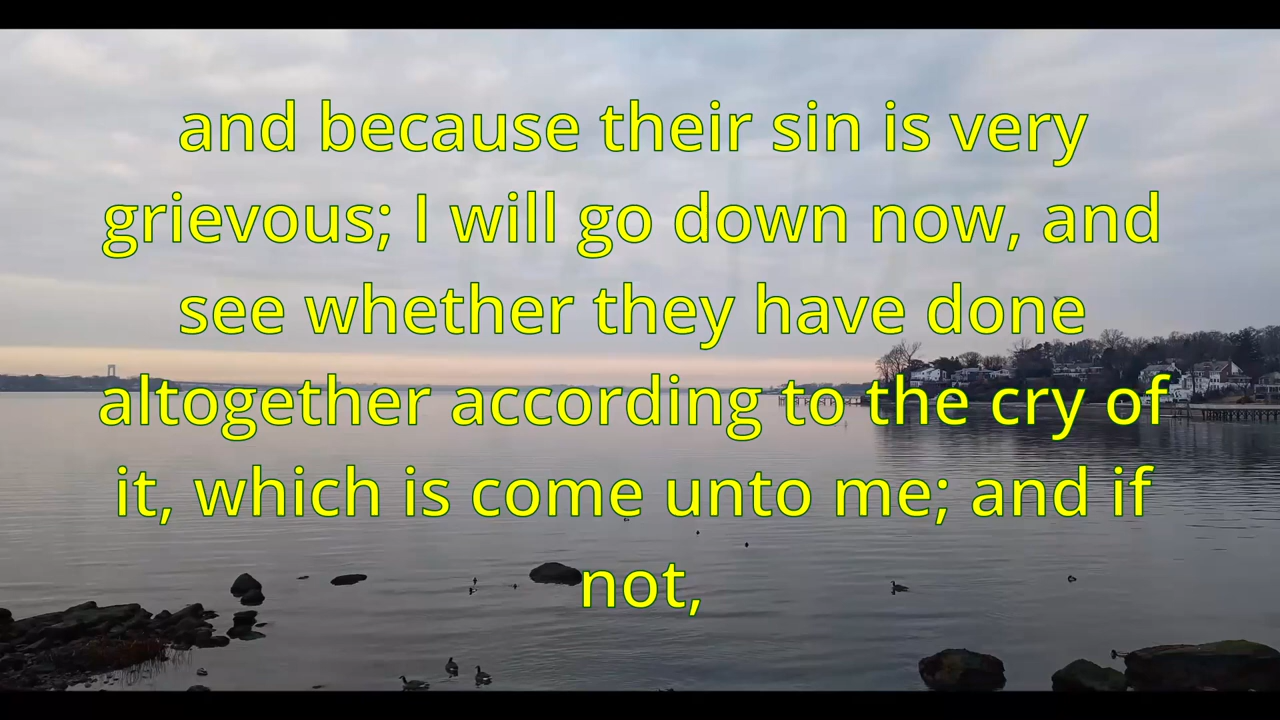 and because their sin is very
grievous; I will go down now, and
see whether they have done
altogether according to the cry of
it, which is come unto me; and if
not,